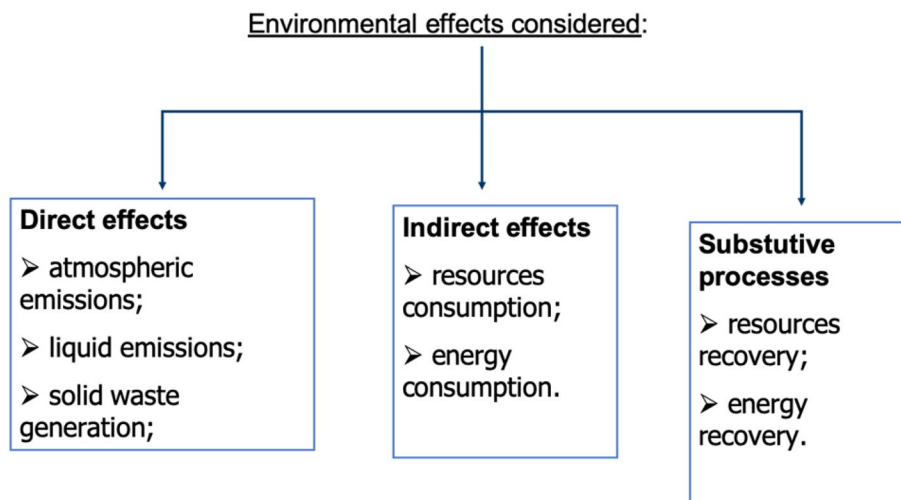 Environmental effects considered:
Direct effects
➢ atmospheric
emissions;
➢ liquid emissions;
➢ solid waste
generation;
Indirect effects
➢ resources
consumption;
➢ energy
consumption.
Substutive
processes
➢ resources
recovery;
➢ energy
recovery.